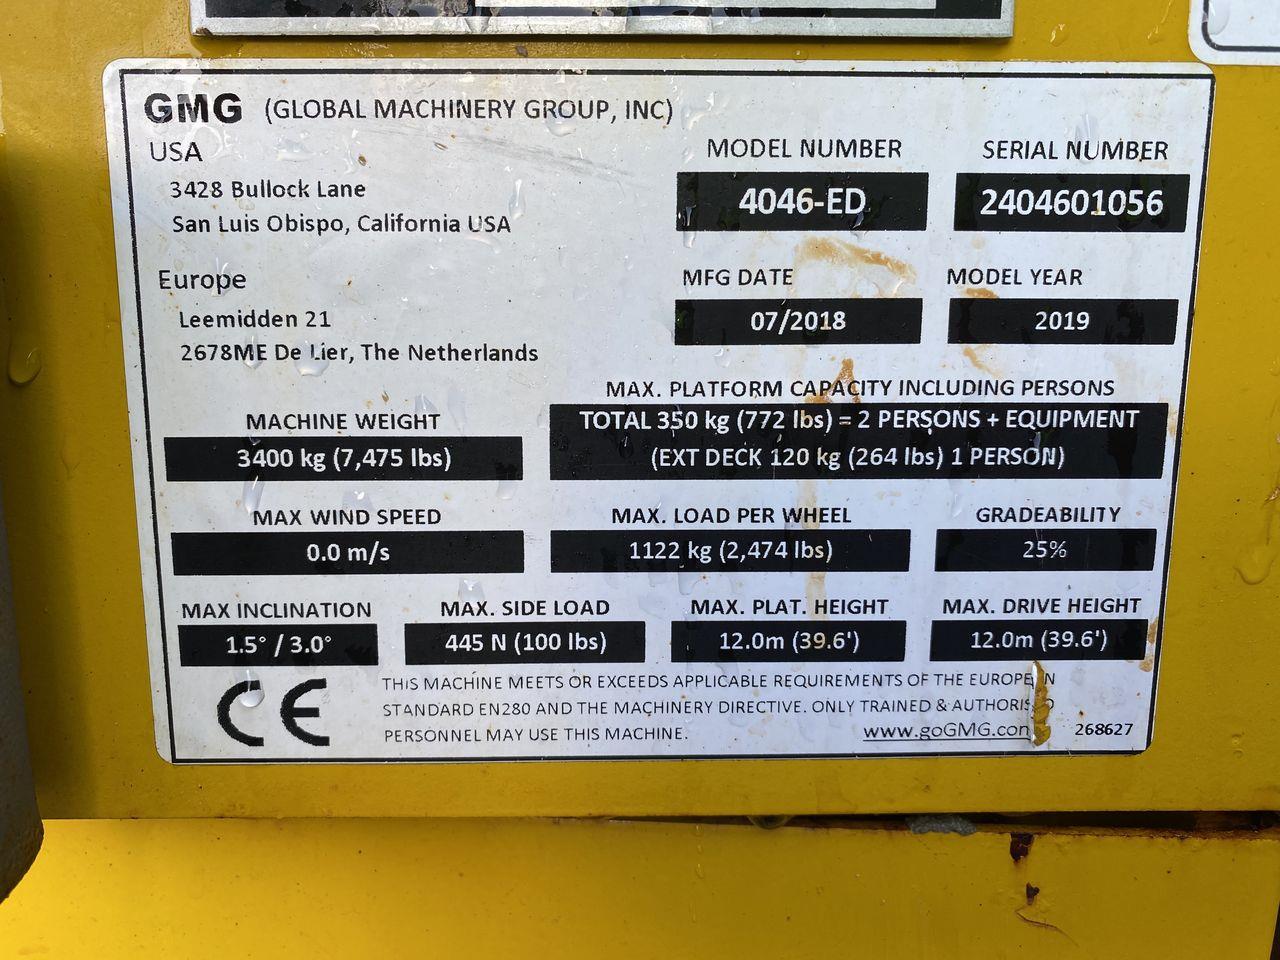 GMG (GLOBAL MACHINERY GROUP, INC)
USA
3428 Bullock Lane
San Luis Obispo, California USA
Europe
Leemidden 21
2678ME De Lier, The Netherlands
MODEL NUMBER SERIAL NUMBER
4046-ED 2404601056
MFG DATE MODEL YEAR
07/2018 2019
MAX. PLATFORM CAPACITY INCLUDING PERSONS
TOTAL 350 kg (772 lbs) = 2 PERSONS + EQUIPMENT
(EXT DECK 120 kg (264 lbs) 1 PERSON)
MACHINE WEIGHT
3400 kg (7,475 lbs)
MAX WIND SPEED MAX. LOAD PER WHEEL GRADEABILITY
0.0 m/s 1122 kg (2,474 lbs) 25%
MAX INCLINATION MAX. SIDE LOAD MAX. PLAT. HEIGHT MAX. DRIVE HEIGHT
1.5° / 3.0° 445 N (100 lbs) 12.0m (39.6') 12.0m (39.6')
CE
THIS MACHINE MEETS OR EXCEEDS APPLICABLE REQUIREMENTS OF THE EUROPEAN
STANDARD EN280 AND THE MACHINERY DIRECTIVE. ONLY TRAINED & AUTHORISED
PERSONNEL MAY USE THIS MACHINE. www.goGMG.com 268627